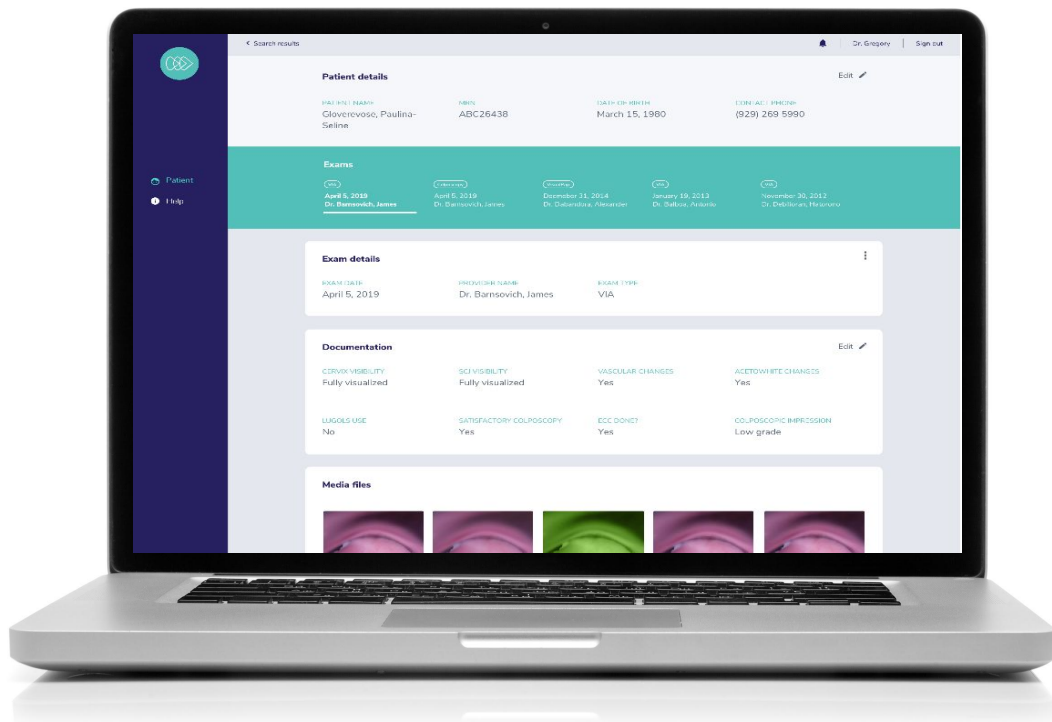 Search results
Dr. Gregory
Sign out
Patient details
Edit
PATIENT NAME
MRN
DATE OF BIRTH
CONTACT PHONE
Gloverevose, Paulina-
Seline
ABC26438
March 15, 1980
(929) 269 5990
Patient
Help
Exams
VIA
VIA
April 5, 2019
Dr. Barnsovich, James
April 5, 2019
Dr. Barnsovich, James
31, 2014
Alexander
January 19, 2013
Dr. Balboa, Antonio
November 30, 2012
Exam details
EXAM DATE
PROVIDER NAME
EXAM TYPE
April 5, 2019
Dr. Barnsovich, James
VIA
Documentation
Edit
CERVIX VISIBILITY
SCJ VISIBILITY
VASCULAR CHANGES
ACETOWHITE CHANGES
Fully visualized
Fully visualized
Yes
Yes
LUGOLS USE
SATISFACTORY COLPOSCOPY
ECC DONE?
COLPOSCOPIC IMPRESSION
No
Yes
Yes
Low grade
Media files